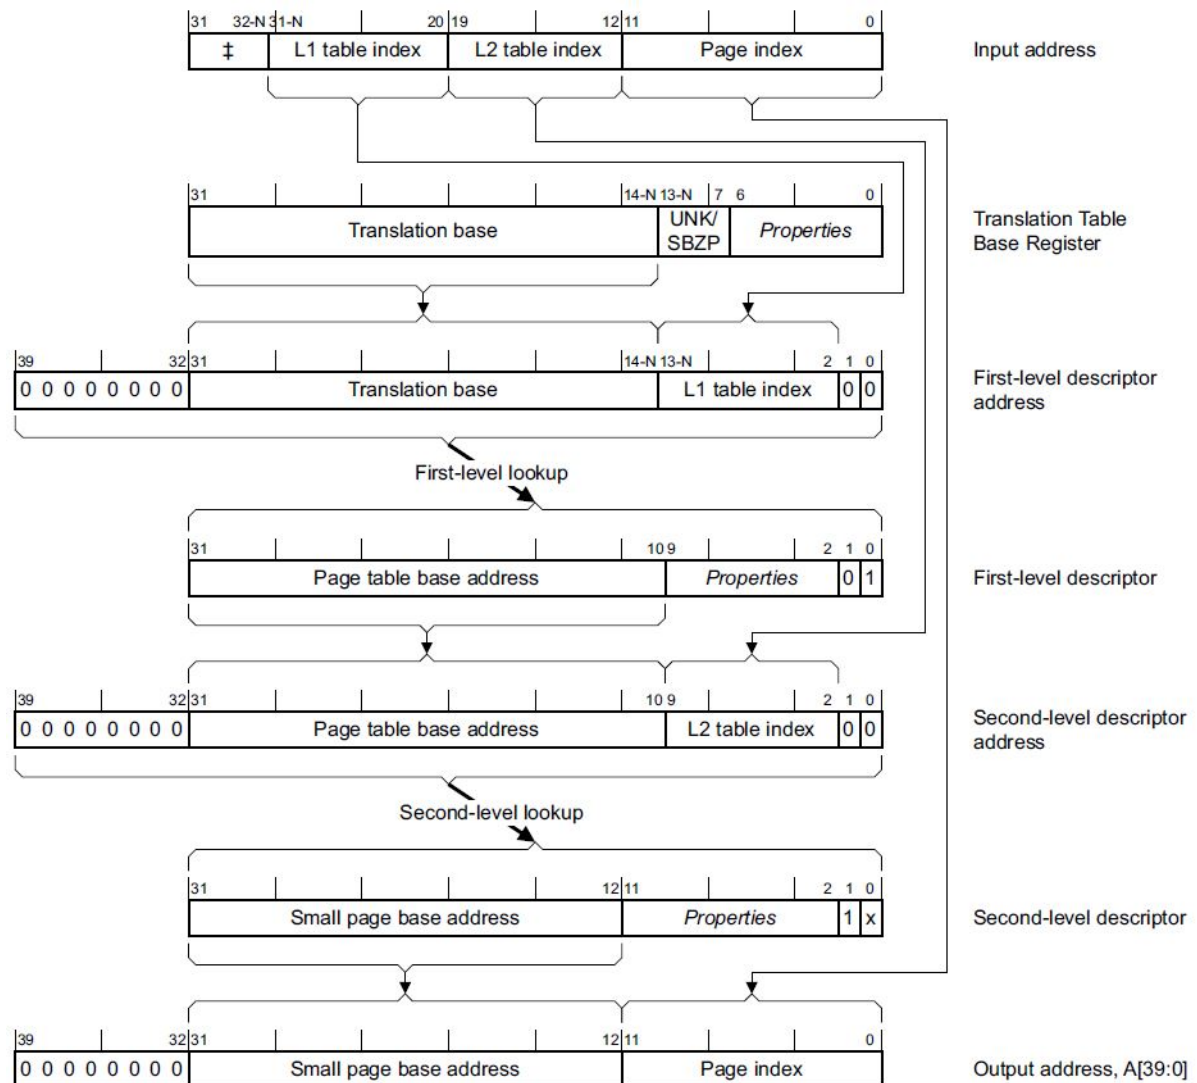 31 32-N 31-N 20 19 12 11 0
‡ L1 table index L2 table index Page index Input address
31 14-N 13-N 7 6 0
Translation base UNK/ SBZP Properties Translation Table Base Register
39 32 31 14-N 13-N 2 1 0
0 0 0 0 0 0 0 0 Translation base L1 table index 0 0 First-level descriptor address
First-level lookup
31 10 9 2 1 0
Page table base address Properties 0 1 First-level descriptor
39 32 31 10 9 2 1 0
0 0 0 0 0 0 0 0 Page table base address L2 table index 0 0 Second-level descriptor address
Second-level lookup
31 12 11 2 1 0
Small page base address Properties 1 x Second-level descriptor
39 32 31 12 11 0
0 0 0 0 0 0 0 0 Small page base address Page index Output address, A[39:0]